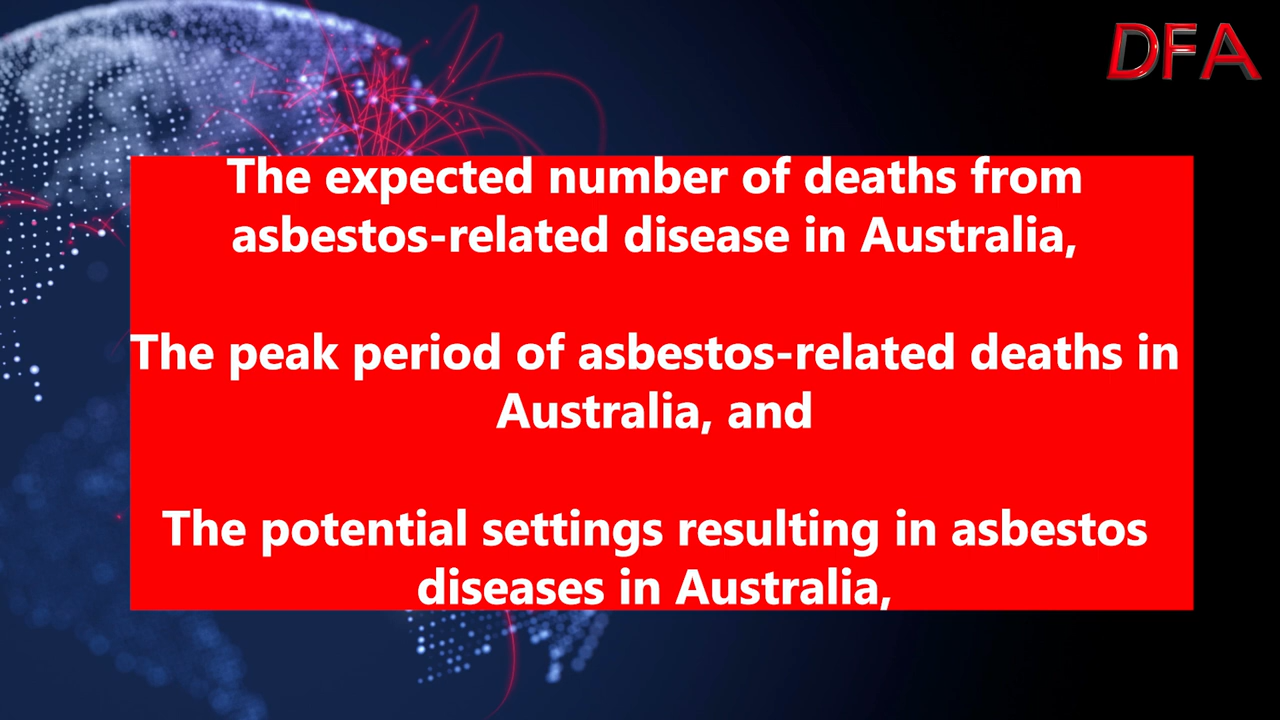 DFA
The expected number of deaths from
asbestos-related disease in Australia,
The peak period of asbestos-related deaths in
Australia, and
The potential settings resulting in asbestos
diseases in Australia,